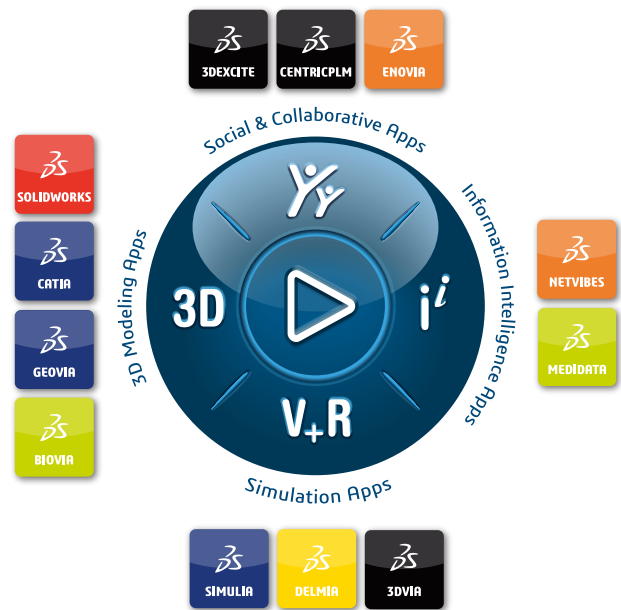 3DEXCITE
CENTRICPLM
ENOVIA
Social & Collaborative Apps
SOLIDWORKS
CATIA
GEOVIA
BIOVIA
3D Modeling Apps
3D
i i
V+R
Information Intelligence Apps
NETVIBES
MEDIDATA
Simulation Apps
SIMULIA
DELMIA
3DVIA